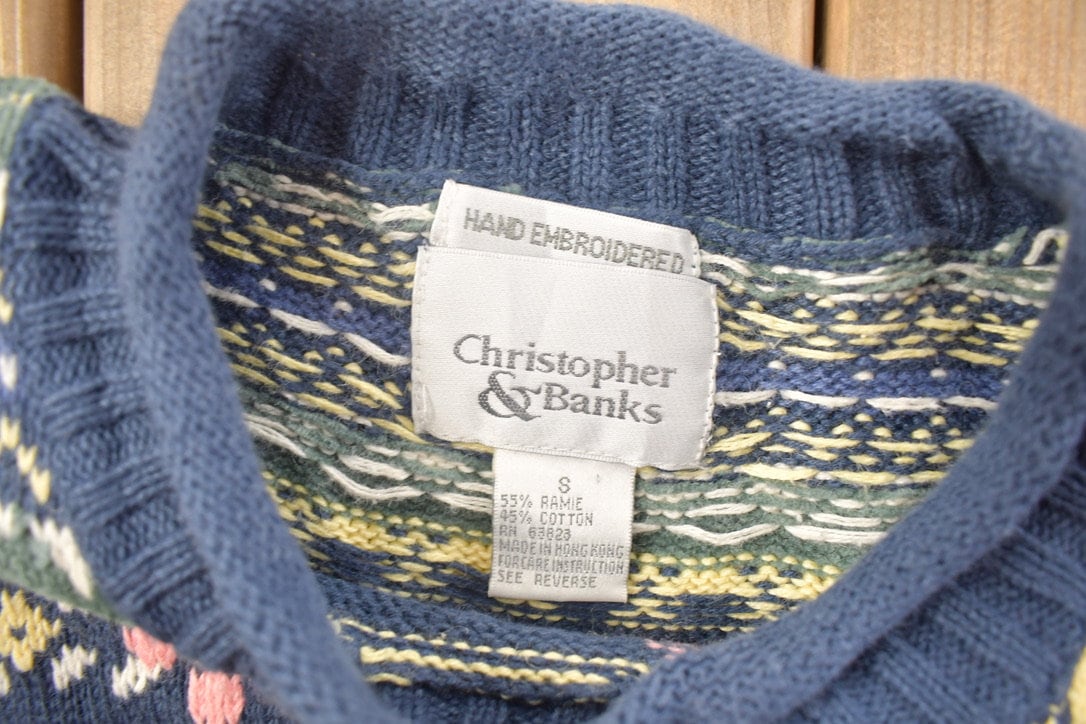 HAND EMBROIDERED
Christopher
& Banks
S
55% RAMIE
45% COTTON
RN 63823
MADE IN HONG KONG
FOR CARE INSTRUCTION
SEE REVERSE